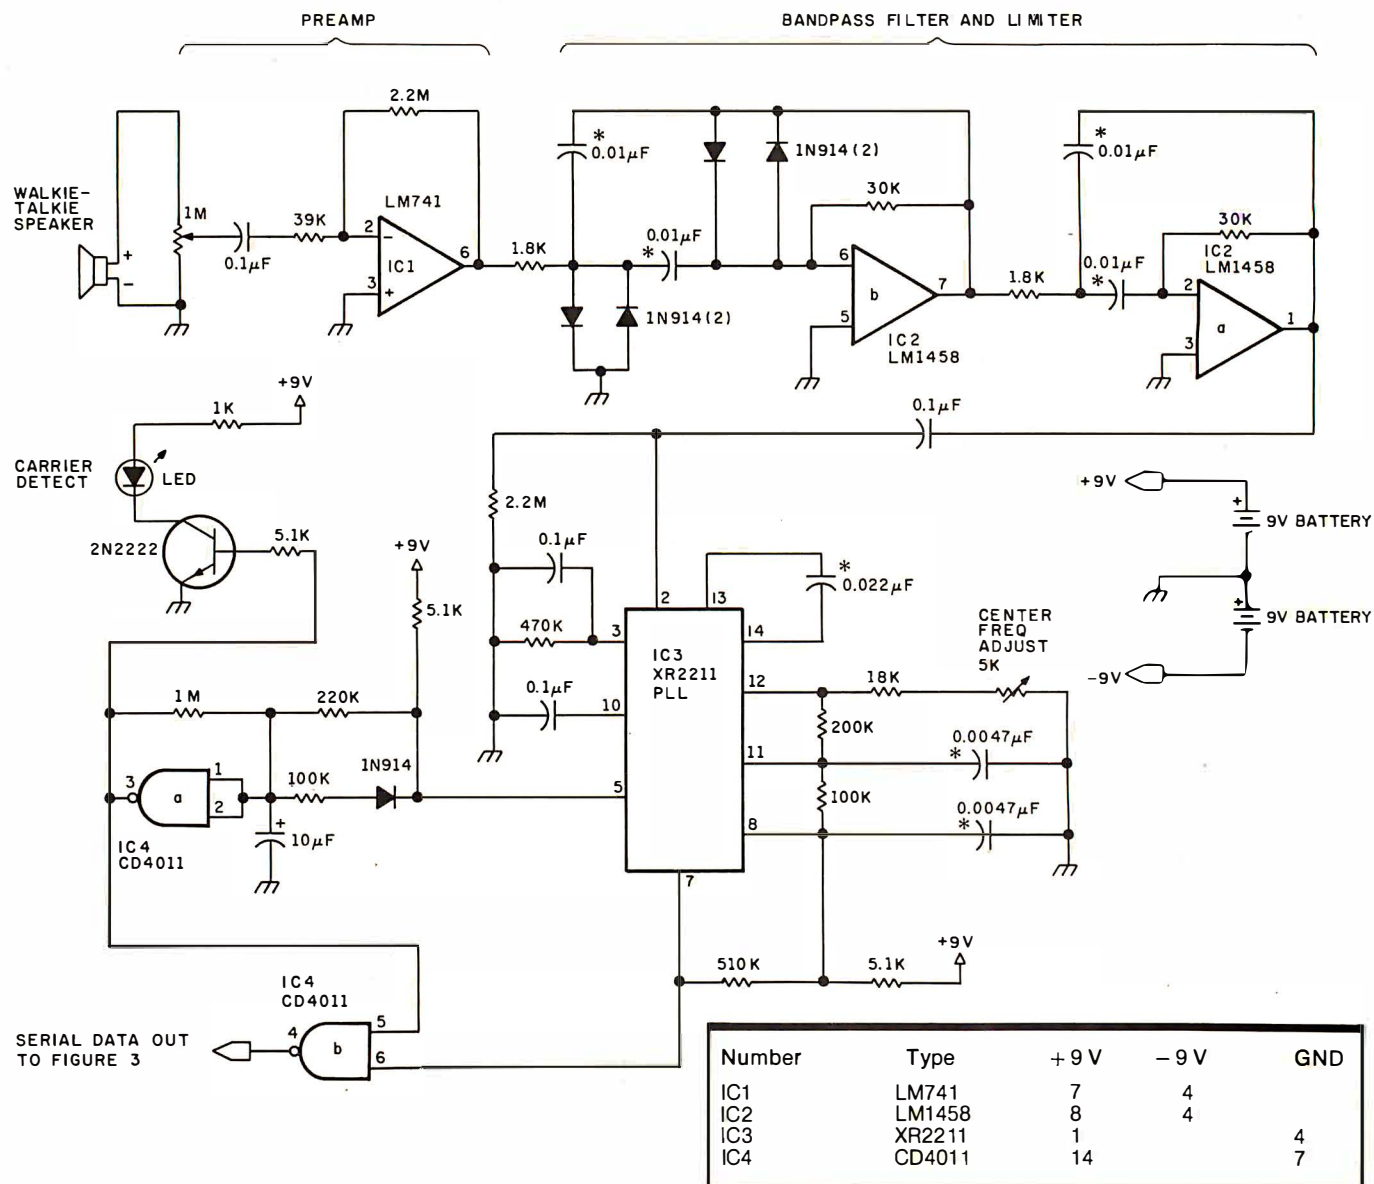 PREAMP
BANDPASS FILTER AND LIMITER
2.2M
*
0.01µF
1N914(2)
*
0.01µF
WALKIE-
TALKIE
SPEAKER
+
-
1M
0.1µF
39K
LM741
2
-
IC1
3
+
6
1.8K
0.01µF
*
1N914(2)
30K
6
b
5
7
IC2
LM1458
1.8K
0.01µF
*
30K
IC2
LM1458
2
a
3
1
+9V
1K
CARRIER
DETECT
LED
2N2222
5.1K
0.1µF
2.2M
0.1µF
470K
0.1µF
+9V
5.1K
2
13
3
14
IC3
XR2211
PLL
12
10
11
5
8
7
*
0.022µF
CENTER
FREQ
ADJUST
5K
18K
200K
0.0047µF
*
100K
0.0047µF
*
+9V
+
9V BATTERY
+
9V BATTERY
-9V
1M
220K
3
a
1
2
100K
1N914
+
10µF
IC4
CD4011
510K
5.1K
+9V
IC4
CD4011
4
b
5
6
SERIAL DATA OUT
TO FIGURE 3
Number Type +9V -9V GND
IC1 LM741 7 4
IC2 LM1458 8 4
IC3 XR2211 1 4
IC4 CD4011 14 7